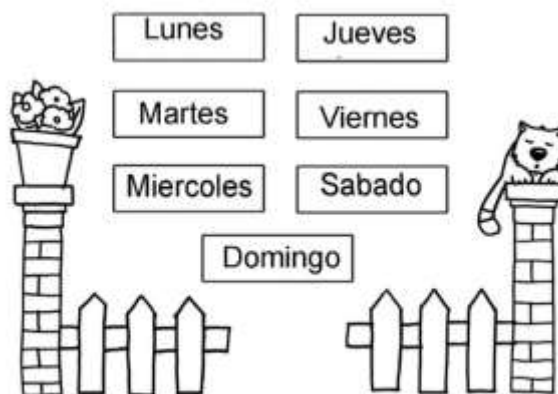 Lunes
Jueves
Martes
Viernes
Miercoles
Sabado
Domingo